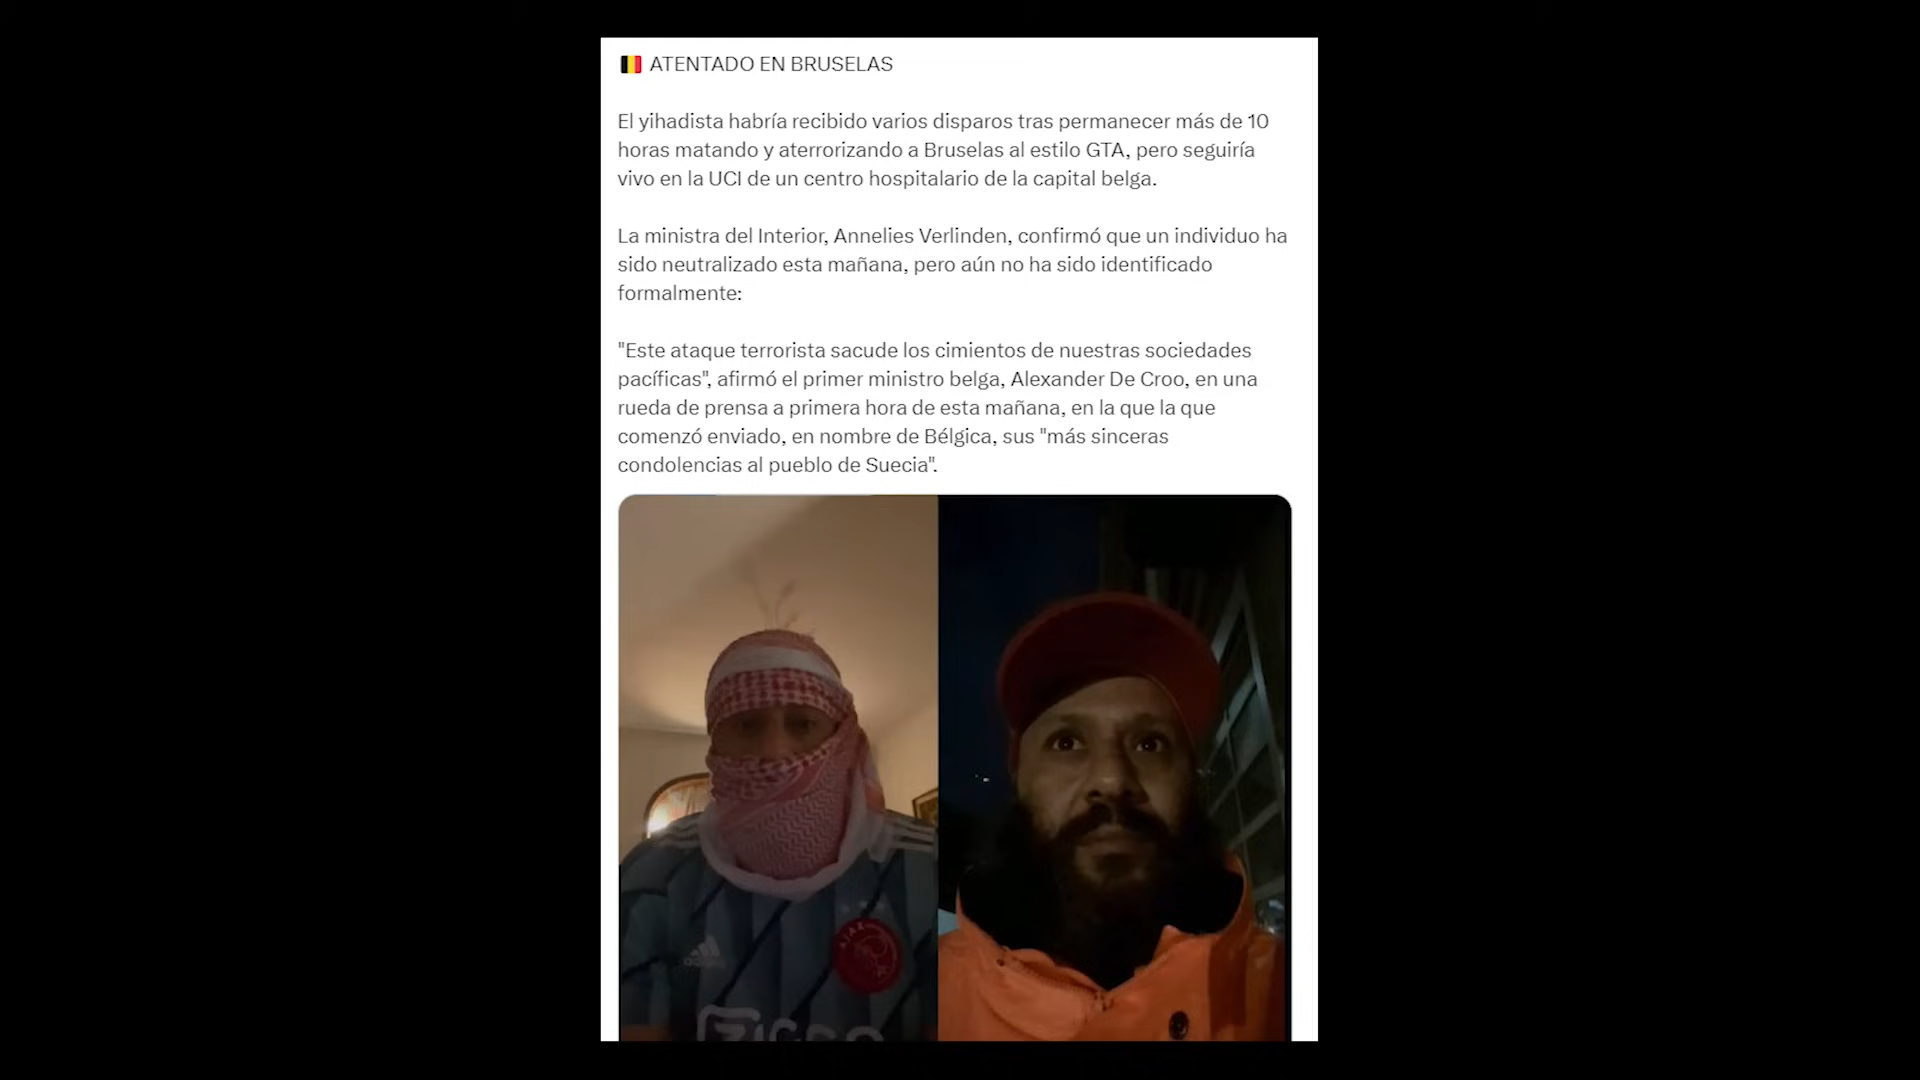 🇧🇪 ATENTADO EN BRUSELAS
El yihadista habría recibido varios disparos tras permanecer más de 10
horas matando y aterrorizando a Bruselas al estilo GTA, pero seguiría
vivo en la UCI de un centro hospitalario de la capital belga.
La ministra del Interior, Annelies Verlinden, confirmó que un individuo ha
sido neutralizado esta mañana, pero aún no ha sido identificado
formalmente:
"Este ataque terrorista sacude los cimientos de nuestras sociedades
pacíficas", afirmó el primer ministro belga, Alexander De Croo, en una
rueda de prensa a primera hora de esta mañana, en la que la que
comenzó enviado, en nombre de Bélgica, sus "más sinceras
condolencias al pueblo de Suecia".
AJAX
adidas